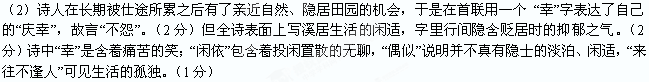 （2）诗人在长期被仕途所累之后有了亲近自然、隐居田园的机会，于是在首联用一个“幸”字表达了自己
的“庆幸”，故言“不怨”。（2分）但全诗表面上写溪居生活的闲适，字里行间隐含贬居时的抑郁之气。（2
分）诗中“幸”是含着痛苦的笑；“闲依”包含着投闲置散的无聊，“偶似”说明并不真有隐士的淡泊、闲适，“来
往不逢人”可见生活的孤独。（1分）